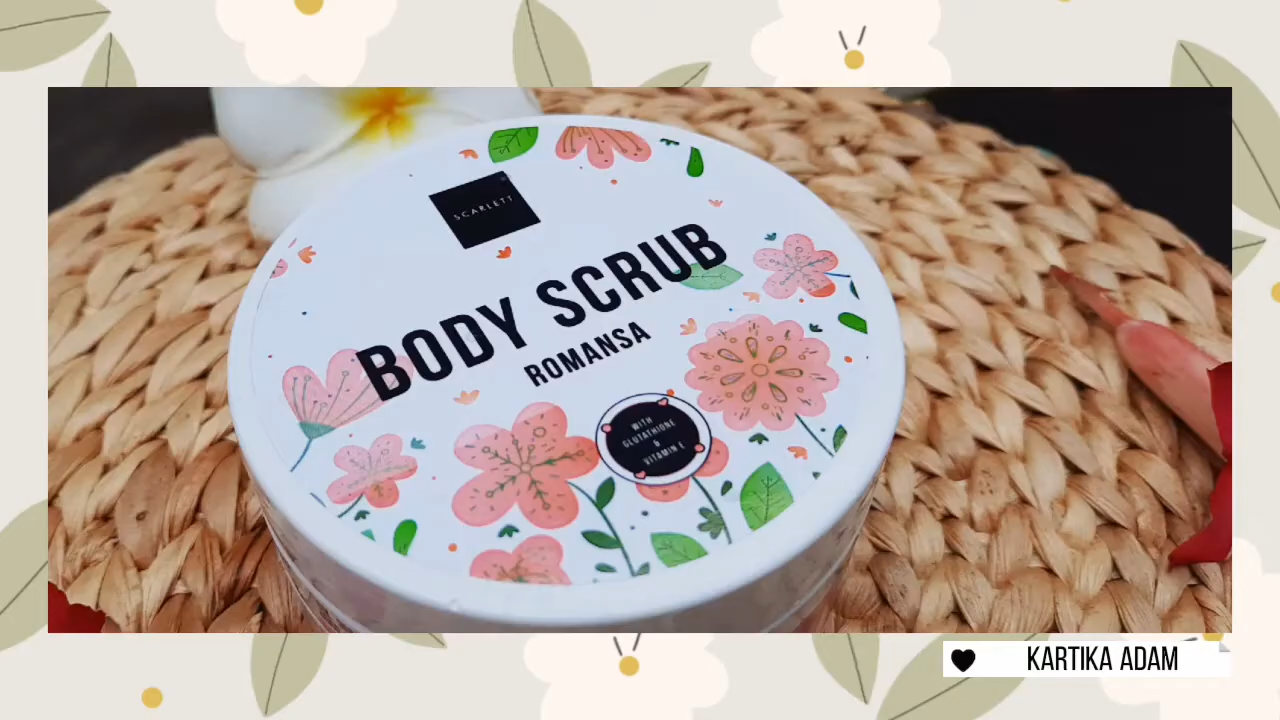 SCARLETT
BODY SCRUB
ROMANSA
WITH
GLUTATHIONE
&
VITAMIN E
KARTIKA ADAM